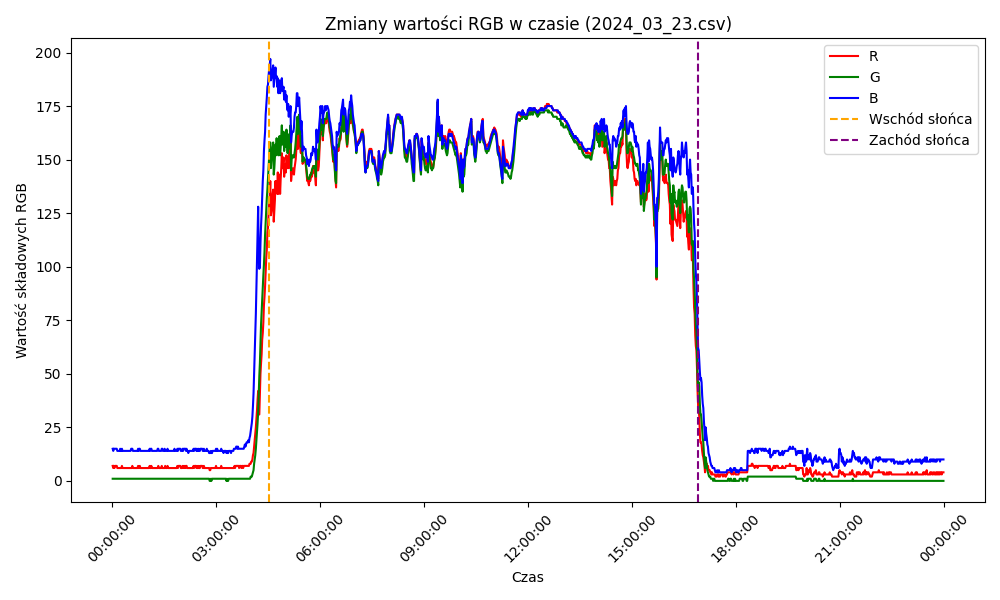 Zmiany wartości RGB w czasie (2024_03_23.csv)
Wartość składowych RGB
200
175
150
125
100
75
50
25
0
R
G
B
Wschód słońca
Zachód słońca
00:00:00
03:00:00
06:00:00
09:00:00
12:00:00
15:00:00
18:00:00
21:00:00
00:00:00
Czas